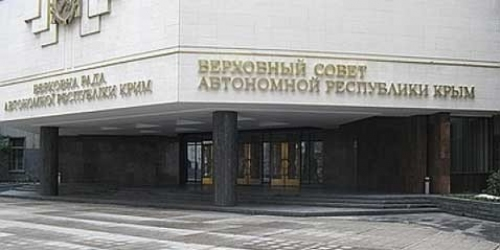 ВЕРХОВНА РАДА
АВТОНОМНОЇ РЕСПУБЛІКИ КРИМ
ВЕРХОВНЫЙ СОВЕТ
АВТОНОМНОЙ РЕСПУБЛИКИ КРЫМ